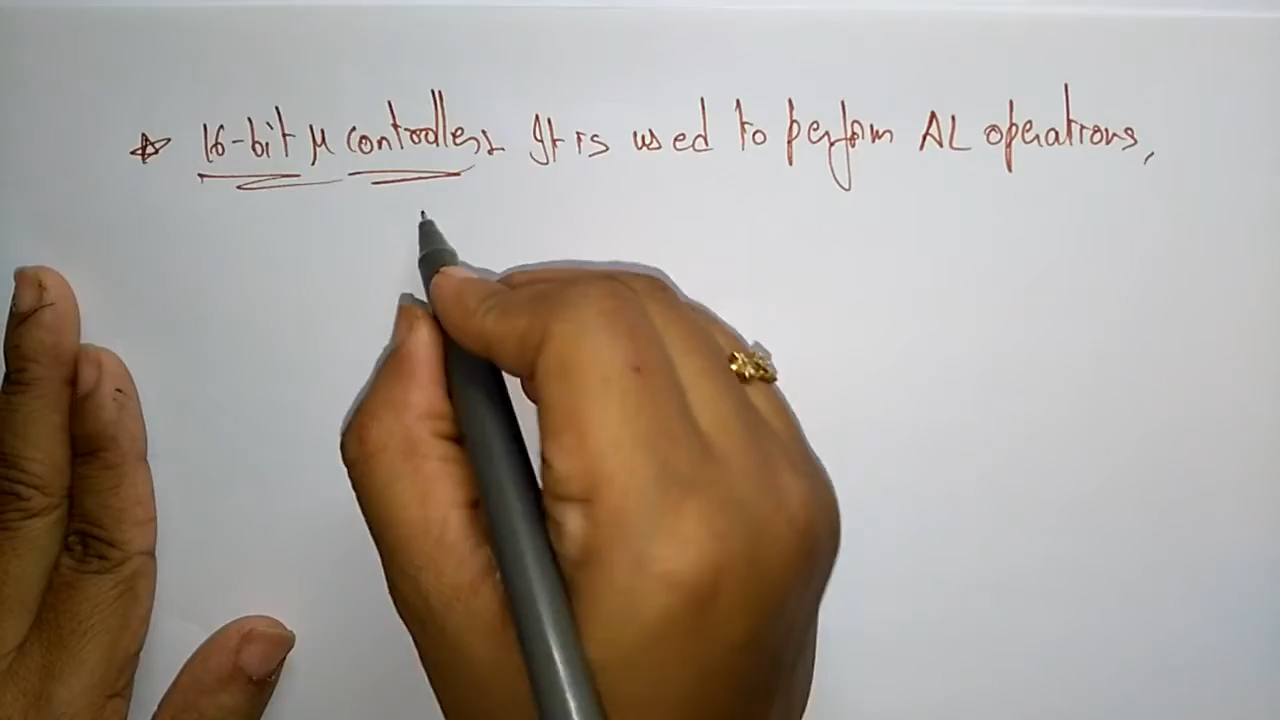 ☆ 16-bit μ controller It is used to perform AL operations,